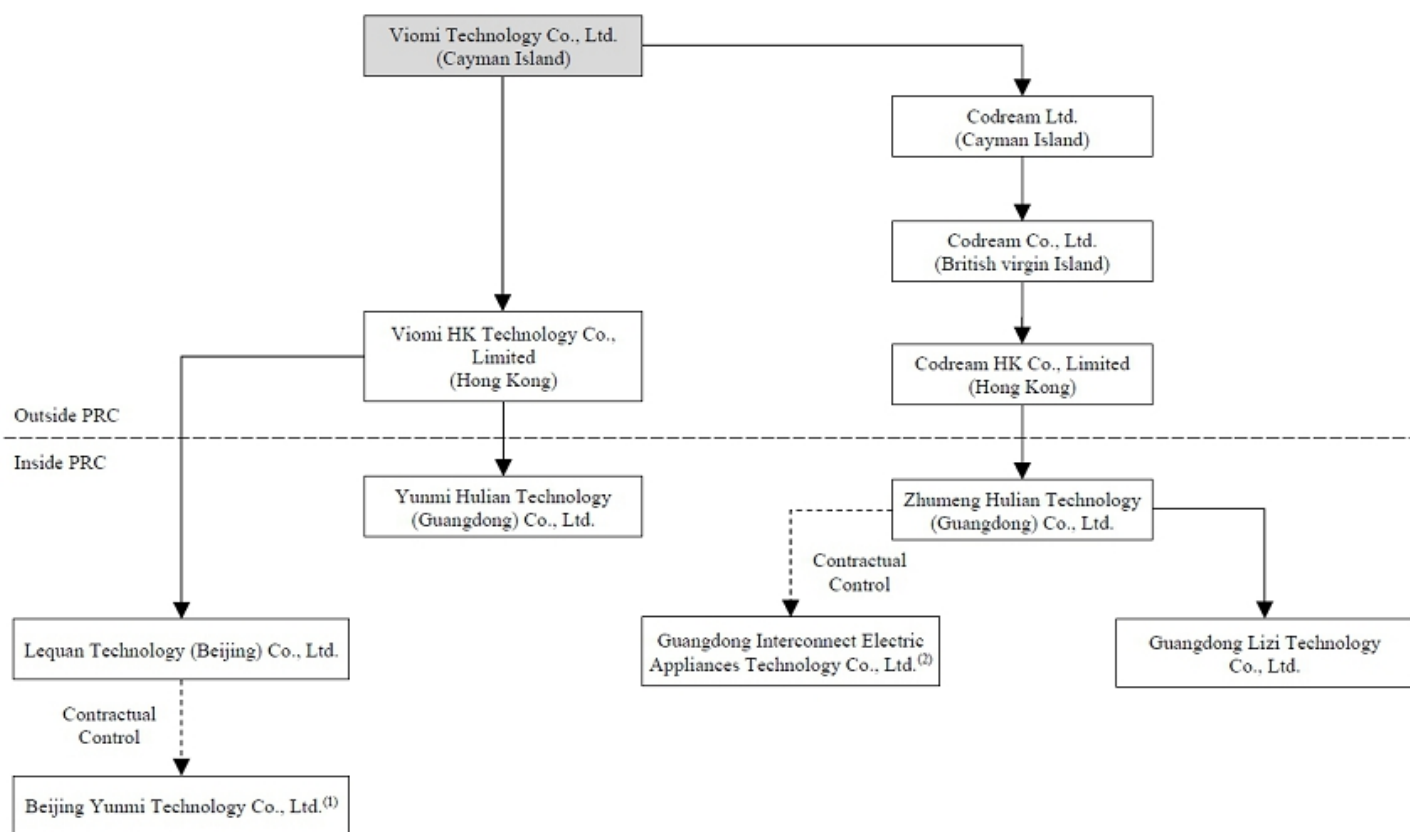 Viomi Technology Co., Ltd.
(Cayman Island)
Codream Ltd.
(Cayman Island)
Codream Co., Ltd.
(British virgin Island)
Viomi HK Technology Co.,
Limited
(Hong Kong)
Codream HK Co., Limited
(Hong Kong)
Outside PRC
Inside PRC
Yunmi Hulian Technology
(Guangdong) Co., Ltd.
Zhumeng Hulian Technology
(Guangdong) Co., Ltd.
Contractual
Control
Lequan Technology (Beijing) Co., Ltd.
Guangdong Interconnect Electric
Appliances Technology Co., Ltd.(2)
Guangdong Lizi Technology
Co., Ltd.
Contractual
Control
Beijing Yunmi Technology Co., Ltd.(1)